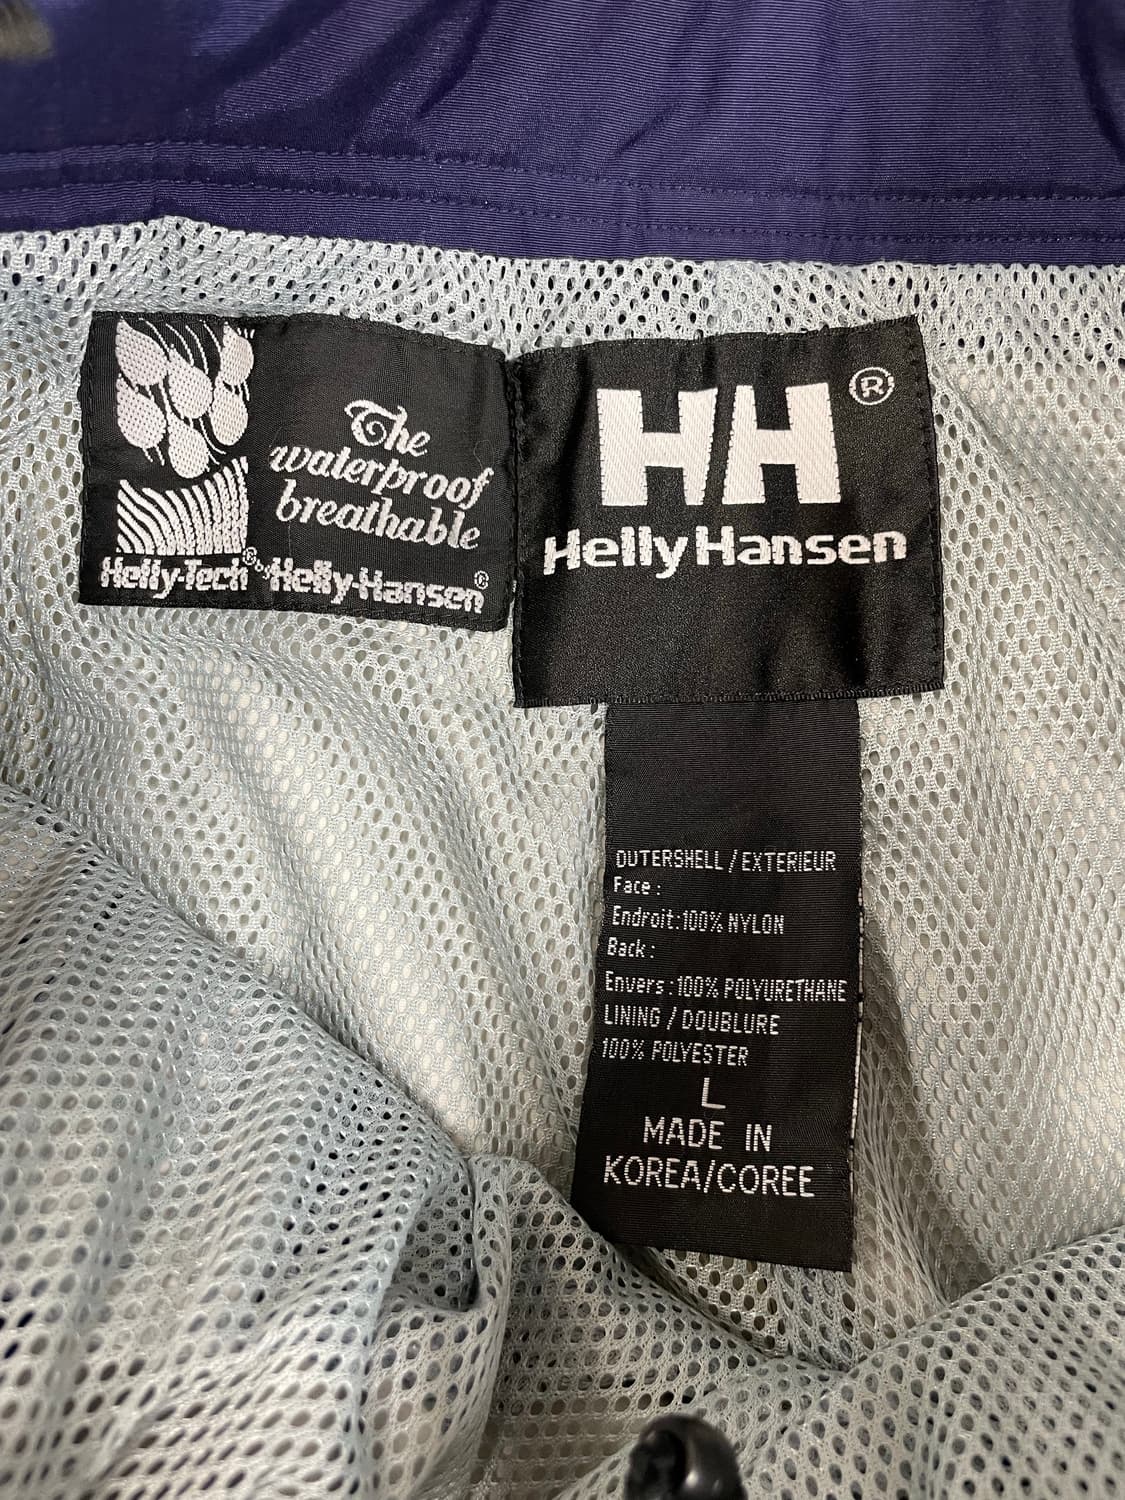 The
waterproof
breathable
Helly-Tech® by Helly-Hansen®
HH®
Helly Hansen
OUTERSHELL / EXTERIEUR
Face :
Endroit:100% NYLON
Back :
Envers :100% POLYURETHANE
LINING / DOUBLURE
100% POLYESTER
L
MADE IN
KOREA/COREE